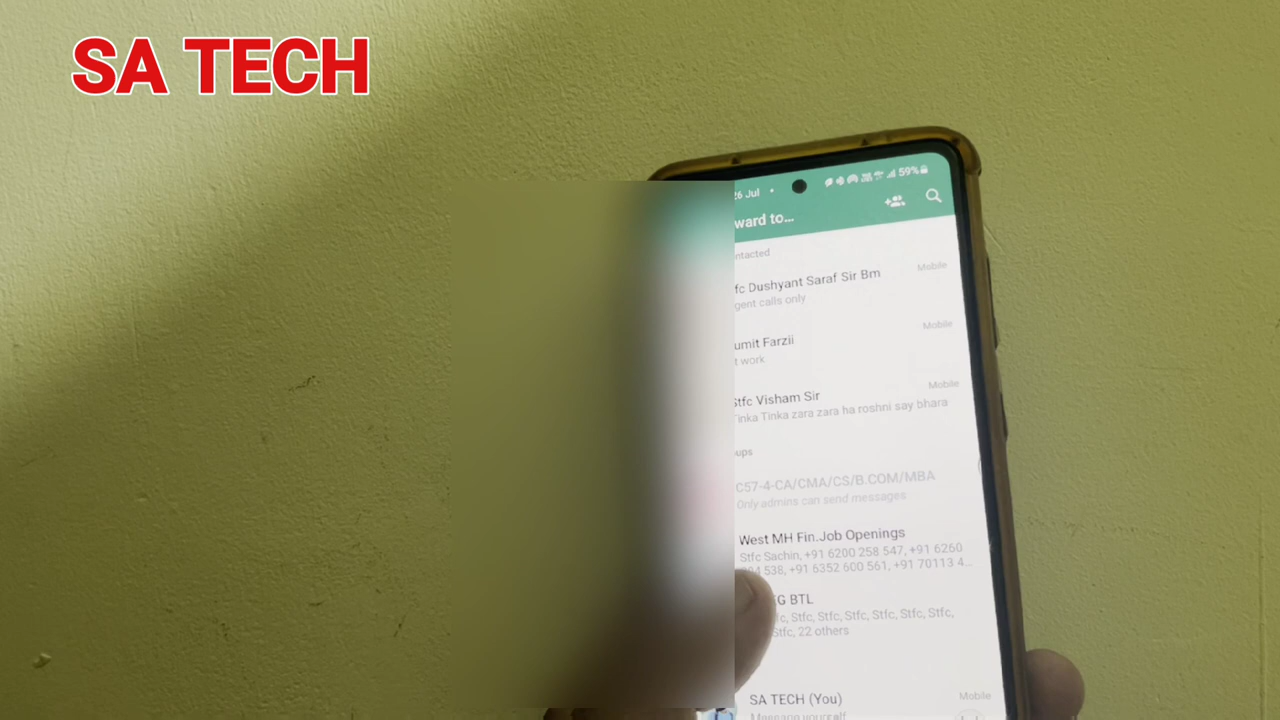 SA TECH
26 Jul • 59%
ward to...
ntacted
fc Dushyant Saraf Sir Bm Mobile
gent calls only
umit Farzii Mobile
t work
Stfc Visham Sir Mobile
Tinka Tinka zara zara ha roshni say bhara
ups
C57-4-CA/CMA/CS/B.COM/MBA
Only admins can send messages
West MH Fin.Job Openings
Stfc Sachin, +91 6200 258 547, +91 6260
538, +91 6352 600 561, +91 70113 4...
G BTL
fc, Stfc, Stfc, Stfc, Stfc, Stfc, Stfc,
Stfc, 22 others
SA TECH (You) Mobile
Message yourself